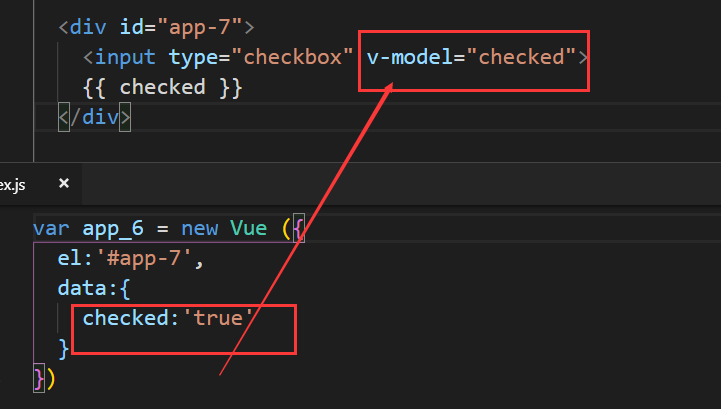 <div id="app-7">
<input type="checkbox" v-model="checked">
{{ checked }}
</div>
ex.js ×
var app_6 = new Vue ({
el:'#app-7',
data:{
checked:'true'
}
})